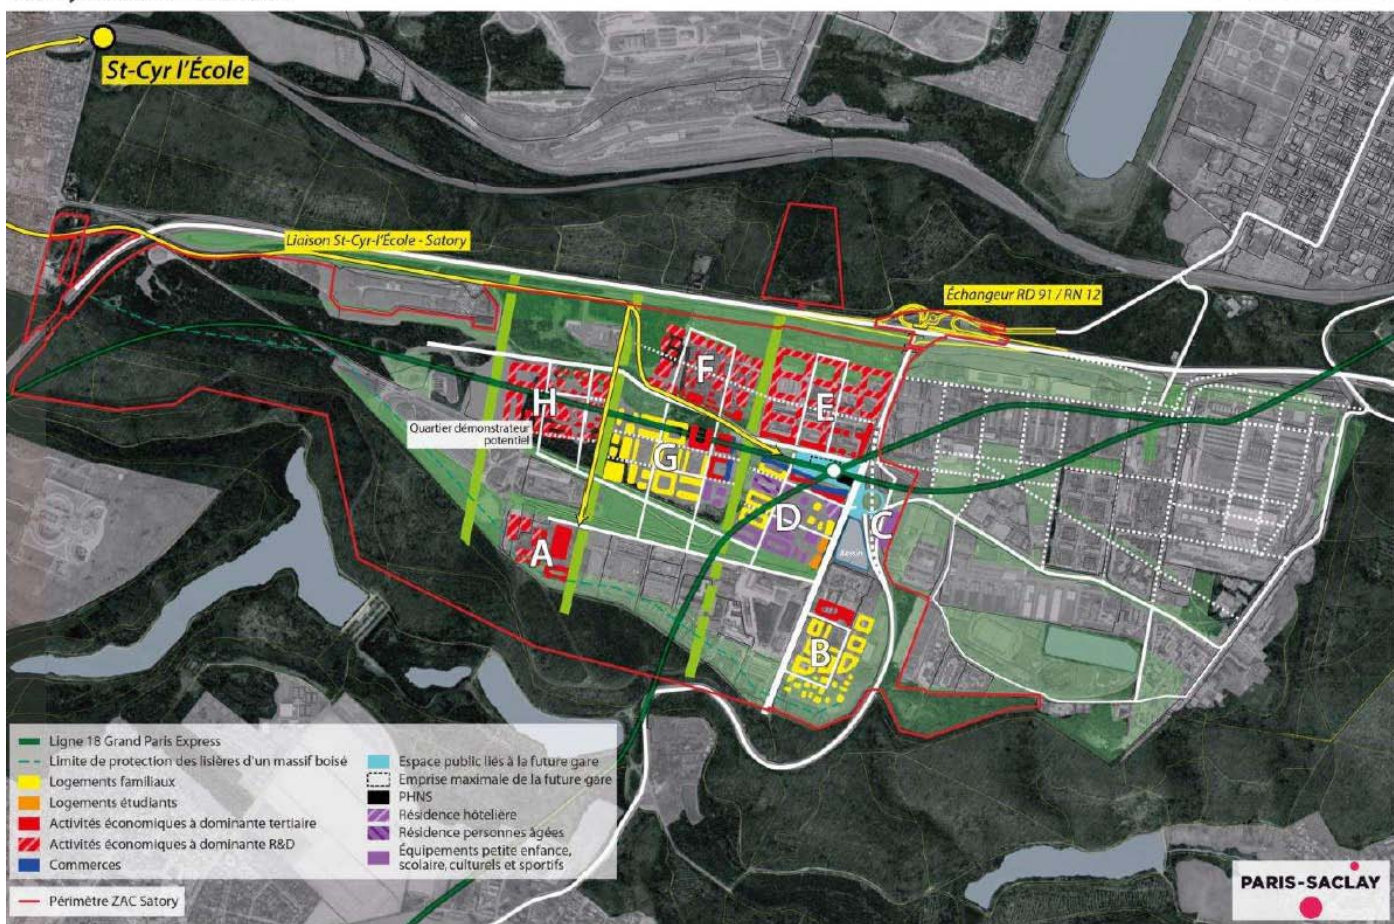 St-Cyr l'École
Liaison St-Cyr-l'École - Satory
Échangeur RD 91 / RN 12
F
H
E
Quartier démonstrateur
potentiel
G
D
C
A
B
Ligne 18 Grand Paris Express
Limite de protection des lisières d'un massif boisé
Logements familiaux
Logements étudiants
Activités économiques à dominante tertiaire
Activités économiques à dominante R&D
Commerces
Périmètre ZAC Satory
Espace public liés à la future gare
Emprise maximale de la future gare
PHNS
Résidence hôtelière
Résidence personnes âgées
Équipements petite enfance,
scolaire, culturels et sportifs
PARIS-SACLAY